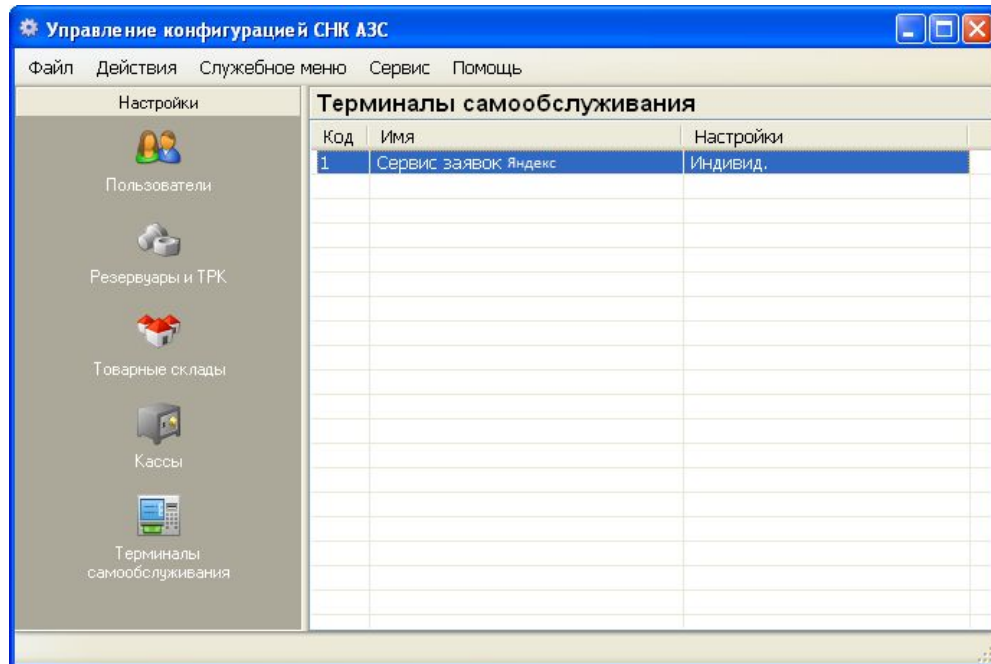 Управление конфигурацией СНК АЗС
Файл Действия Служебное меню Сервис Помощь
Настройки
Пользователи
Резервуары и ТРК
Товарные склады
Кассы
Терминалы
самообслуживания
Терминалы самообслуживания
Код Имя Настройки
1 Сервис заявок Яндекс Индивид.